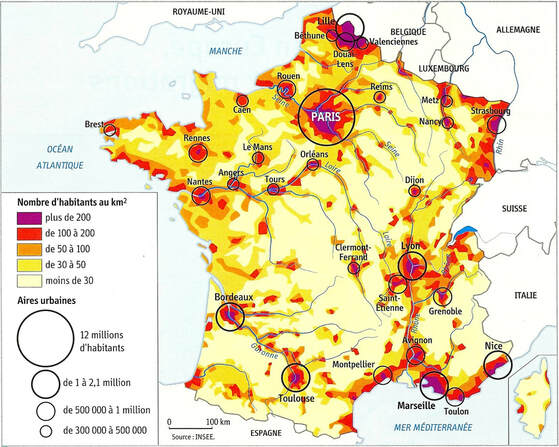 ROYAUME-UNI
MANCHE
BELGIQUE
ALLEMAGNE
LUXEMBOURG
Lille
Béthune
Valenciennes
Douai
Lens
Rouen
Seine
Reims
Caen
PARIS
Metz
Nancy
Strasbourg
Rhin
Brest
OCÉAN
ATLANTIQUE
Rennes
Le Mans
Orléans
Loire
Seine
Angers
Tours
Nantes
Dijon
SUISSE
Loire
Lyon
Clermont-
Ferrand
Saint-
Étienne
Grenoble
Rhône
ITALIE
Bordeaux
Garonne
Avignon
Nice
Montpellier
Toulouse
Marseille
Toulon
ESPAGNE
MER MÉDITERRANÉE
Nombre d'habitants au km²
plus de 200
de 100 à 200
de 50 à 100
de 30 à 50
moins de 30
Aires urbaines
12 millions
d'habitants
de 1 à 2,1 million
de 500 000 à 1 million
de 300 000 à 500 000
0 100 km
Source : INSEE.